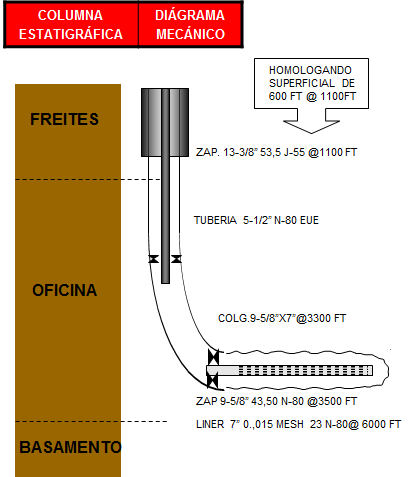 COLUMNA
ESTATIGRÁFICA
DIÁGRAMA
MECÁNICO
HOMOLOGANDO
SUPERFICIAL DE
600 FT @ 1100FT
FREITES
ZAP. 13-3/8” 53,5 J-55 @1100 FT
TUBERIA 5-1/2” N-80 EUE
OFICINA
COLG.9-5/8”X7”@3300 FT
ZAP 9-5/8” 43,50 N-80 @3500 FT
LINER 7” 0.,015 MESH 23 N-80@ 6000 FT
BASAMENTO